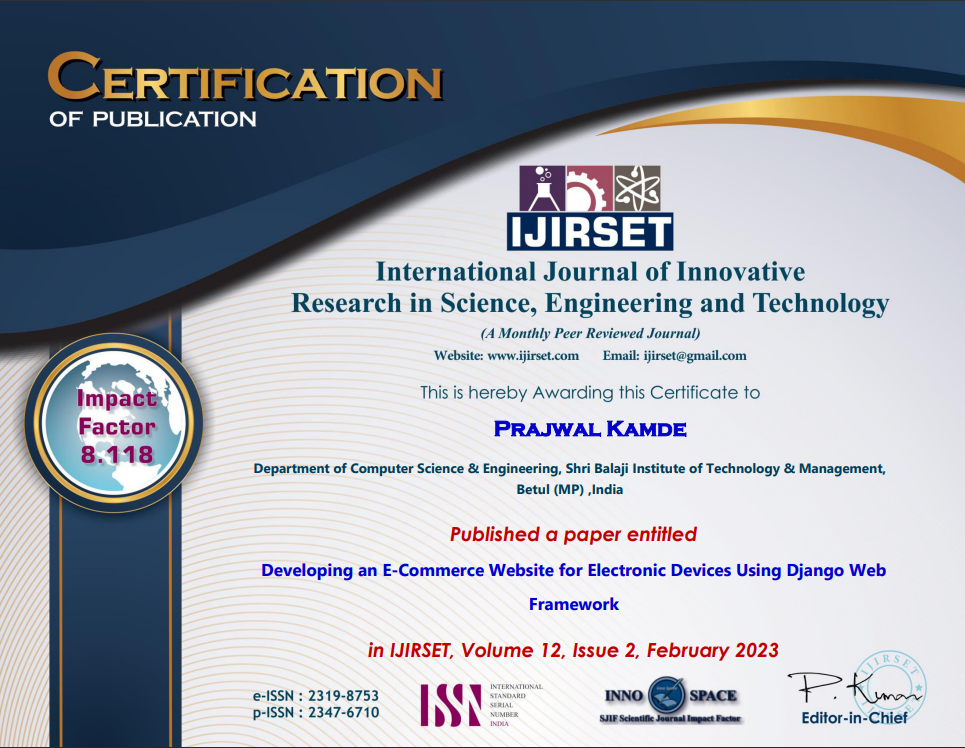 CERTIFICATION
OF PUBLICATION
IJIRSET
International Journal of Innovative
Research in Science, Engineering and Technology
(A Monthly Peer Reviewed Journal)
Website: www.ijirset.com Email: ijirset@gmail.com
This is hereby Awarding this Certificate to
PRAJWAL KAMDE
Department of Computer Science & Engineering, Shri Balaji Institute of Technology & Management,
Betul (MP) ,India
Impact
Factor
8.118
Published a paper entitled
Developing an E-Commerce Website for Electronic Devices Using Django Web
Framework
in IJIRSET, Volume 12, Issue 2, February 2023
e-ISSN : 2319-8753
p-ISSN : 2347-6710
ISSN
INTERNATIONAL
STANDARD
SERIAL
NUMBER
INDIA
INNO SPACE
SJIF Scientific Journal Impact Factor
IJIRSET
P. Kumar
Editor-in-Chief